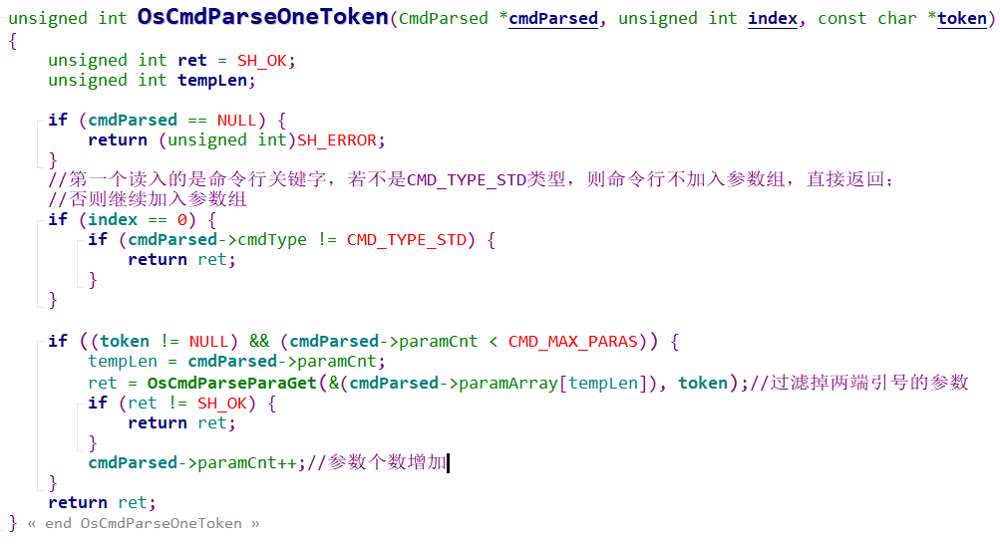 unsigned int OsCmdParseOneToken(CmdParsed *cmdParsed, unsigned int index, const char *token)
{
    unsigned int ret = SH_OK;
    unsigned int tempLen;

    if (cmdParsed == NULL) {
        return (unsigned int)SH_ERROR;
    }
    //第一个读入的是命令行关键字，若不是CMD_TYPE_STD类型，则命令行不加入参数组，直接返回；
    //否则继续加入参数组
    if (index == 0) {
        if (cmdParsed->cmdType != CMD_TYPE_STD) {
            return ret;
        }
    }

    if ((token != NULL) && (cmdParsed->paramCnt < CMD_MAX_PARAS)) {
        tempLen = cmdParsed->paramCnt;
        ret = OsCmdParseParaGet(&(cmdParsed->paramArray[tempLen]), token);//过滤掉两端引号的参数
        if (ret != SH_OK) {
            return ret;
        }
        cmdParsed->paramCnt++;//参数个数增加
    }
    return ret;
} « end OsCmdParseOneToken »